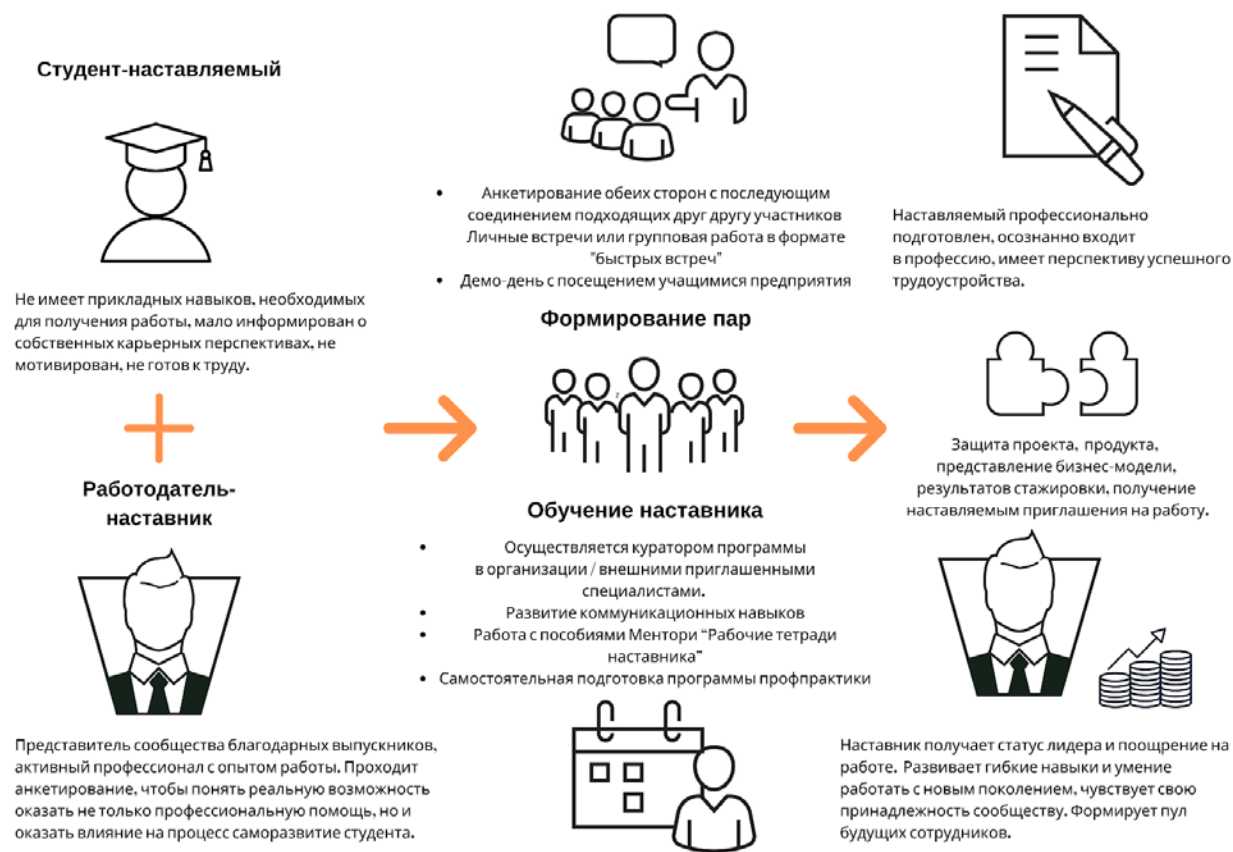 Студент-наставляемый
Не имеет прикладных навыков, необходимых
для получения работы, мало информирован о
собственных карьерных перспективах, не
мотивирован, не готов к труду.
Работодатель-
наставник
Представитель сообщества благодарных выпускников,
активный профессионал с опытом работы. Проходит
анкетирование, чтобы понять реальную возможность
оказать не только профессиональную помощь, но и
оказать влияние на процесс саморазвитие студента.
• Анкетирование обеих сторон с последующим
соединением подходящих друг другу участников
Личные встречи или групповая работа в формате
"быстрых встреч"
• Демо-день с посещением учащимися предприятия
Формирование пар
Обучение наставника
• Осуществляется куратором программы
в организации / внешними приглашенными
специалистами.
• Развитие коммуникационных навыков
• Работа с пособиями Ментори “Рабочие тетради
наставника”
• Самостоятельная подготовка программы профпрактики
Наставляемый профессионально
подготовлен, осознанно входит
в профессию, имеет перспективу успешного
трудоустройства.
Защита проекта, продукта,
представление бизнес-модели,
результатов стажировки, получение
наставляемым приглашения на работу.
Наставник получает статус лидера и поощрение на
работе. Развивает гибкие навыки и умение
работать с новым поколением, чувствует свою
принадлежность сообществу. Формирует пул
будущих сотрудников.